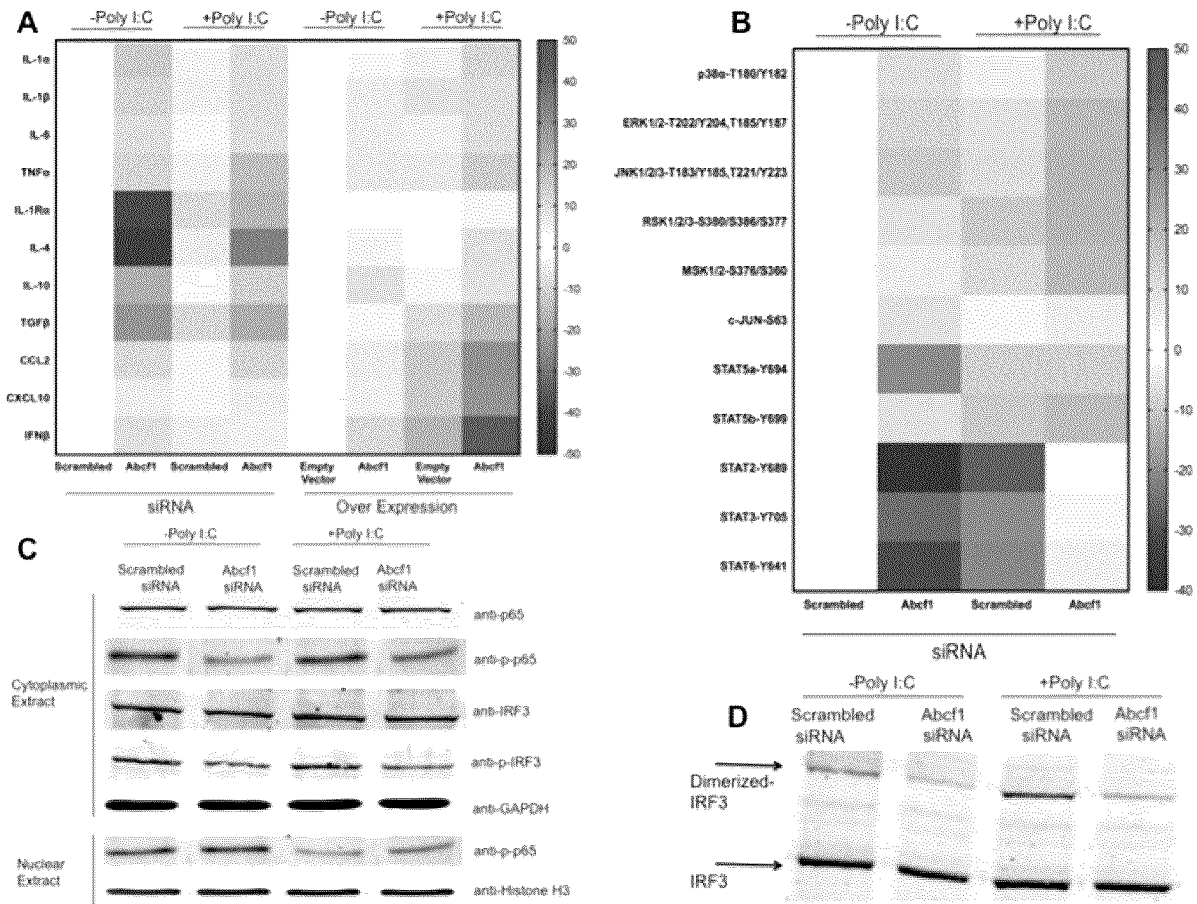 A
-Poly I:C
+Poly I:C
-Poly I:C
+Poly I:C
IL-1α
IL-1β
IL-6
TNFα
IL-1Rα
IL-4
IL-10
TGFβ
CCL2
CXCL10
IFNβ
50
30
10
0
-10
-20
-40
-50
Scrambled
Abcf1
Scrambled
Abcf1
Empty Vector
Abcf1
Empty Vector
Abcf1
siRNA
Over Expression
B
-Poly I:C
+Poly I:C
p38α-T180/Y182
ERK1/2-T202/Y204,T185/Y187
JNK1/2/3-T183/Y185,T221/Y223
RSK1/2/3-S380/S386/S377
MSK1/2-S376/S360
c-JUN-S63
STAT5a-Y694
STAT5b-Y699
STAT2-Y689
STAT3-Y705
STAT6-Y641
50
40
30
20
10
0
-10
-20
-30
-40
Scrambled
Abcf1
Scrambled
Abcf1
siRNA
C
-Poly I:C
+Poly I:C
Scrambled siRNA
Abcf1 siRNA
Scrambled siRNA
Abcf1 siRNA
Cytoplasmic
Extract
anti-p65
anti-p-p65
anti-IRF3
anti-p-IRF3
anti-GAPDH
Nuclear
Extract
anti-p-p65
anti-Histone H3
D
-Poly I:C
+Poly I:C
Scrambled siRNA
Abcf1 siRNA
Scrambled siRNA
Abcf1 siRNA
Dimerized-
IRF3
IRF3